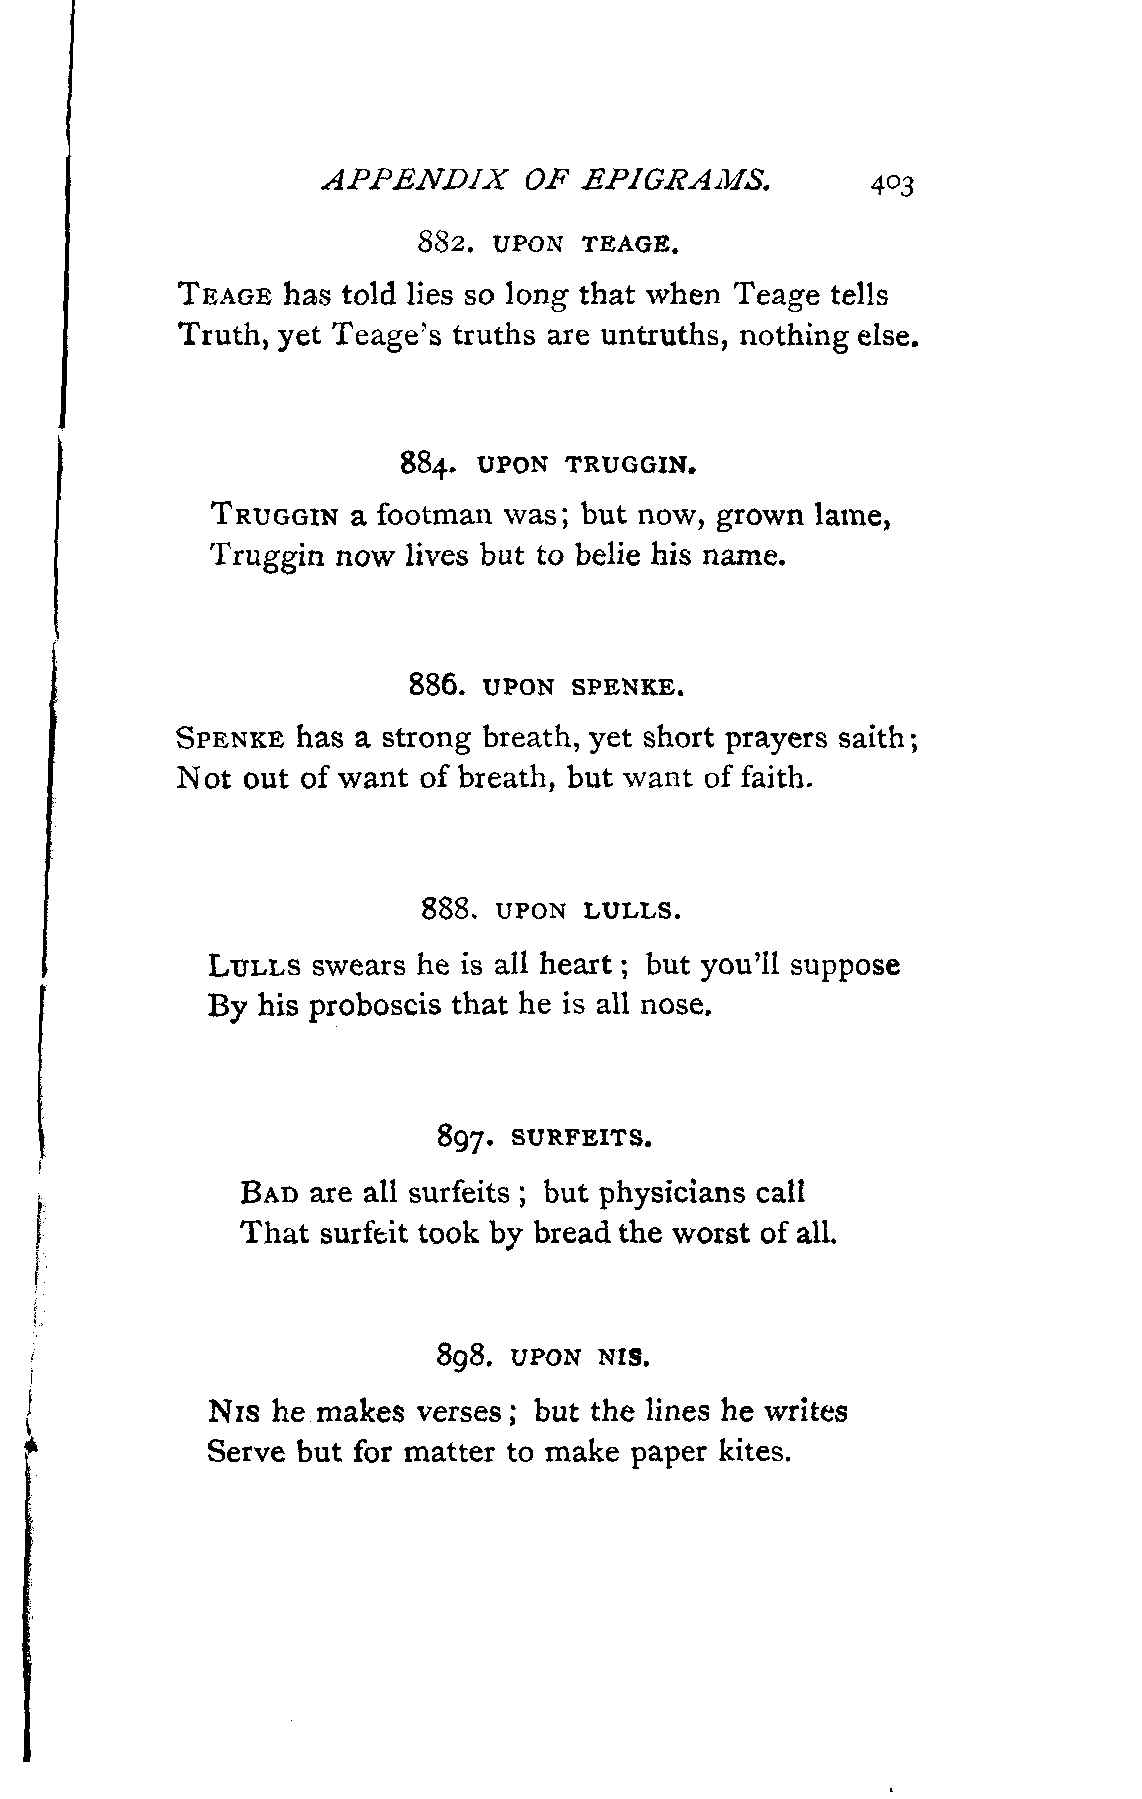 APPENDIX OF EPIGRAMS. 403
882. UPON TEAGE.
TEAGE has told lies so long that when Teage tells
Truth, yet Teage's truths are untruths, nothing else.
884. UPON TRUGGIN.
TRUGGIN a footman was; but now, grown lame,
Truggin now lives but to belie his name.
886. UPON SPENKE.
SPENKE has a strong breath, yet short prayers saith;
Not out of want of breath, but want of faith.
888. UPON LULLS.
LULLS swears he is all heart; but you'll suppose
By his proboscis that he is all nose.
897. SURFEITS.
BAD are all surfeits; but physicians call
That surfeit took by bread the worst of all.
898. UPON NIS.
NIS he makes verses; but the lines he writes
Serve but for matter to make paper kites.